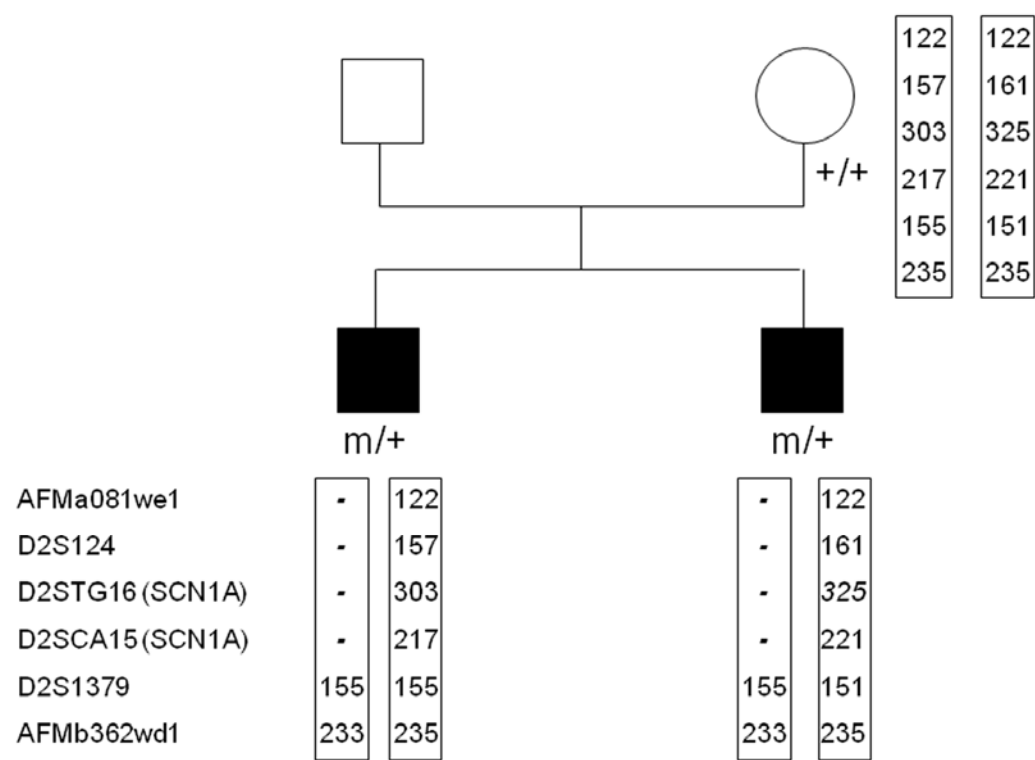 122 122
157 161
303 325
+/+ 217 221
155 151
235 235
m/+ m/+
AFMa081we1 - 122 - 122
D2S124 - 157 - 161
D2STG16 (SCN1A) - 303 - 325
D2SCA15 (SCN1A) - 217 - 221
D2S1379 155 155 155 151
AFMb362wd1 233 235 233 235